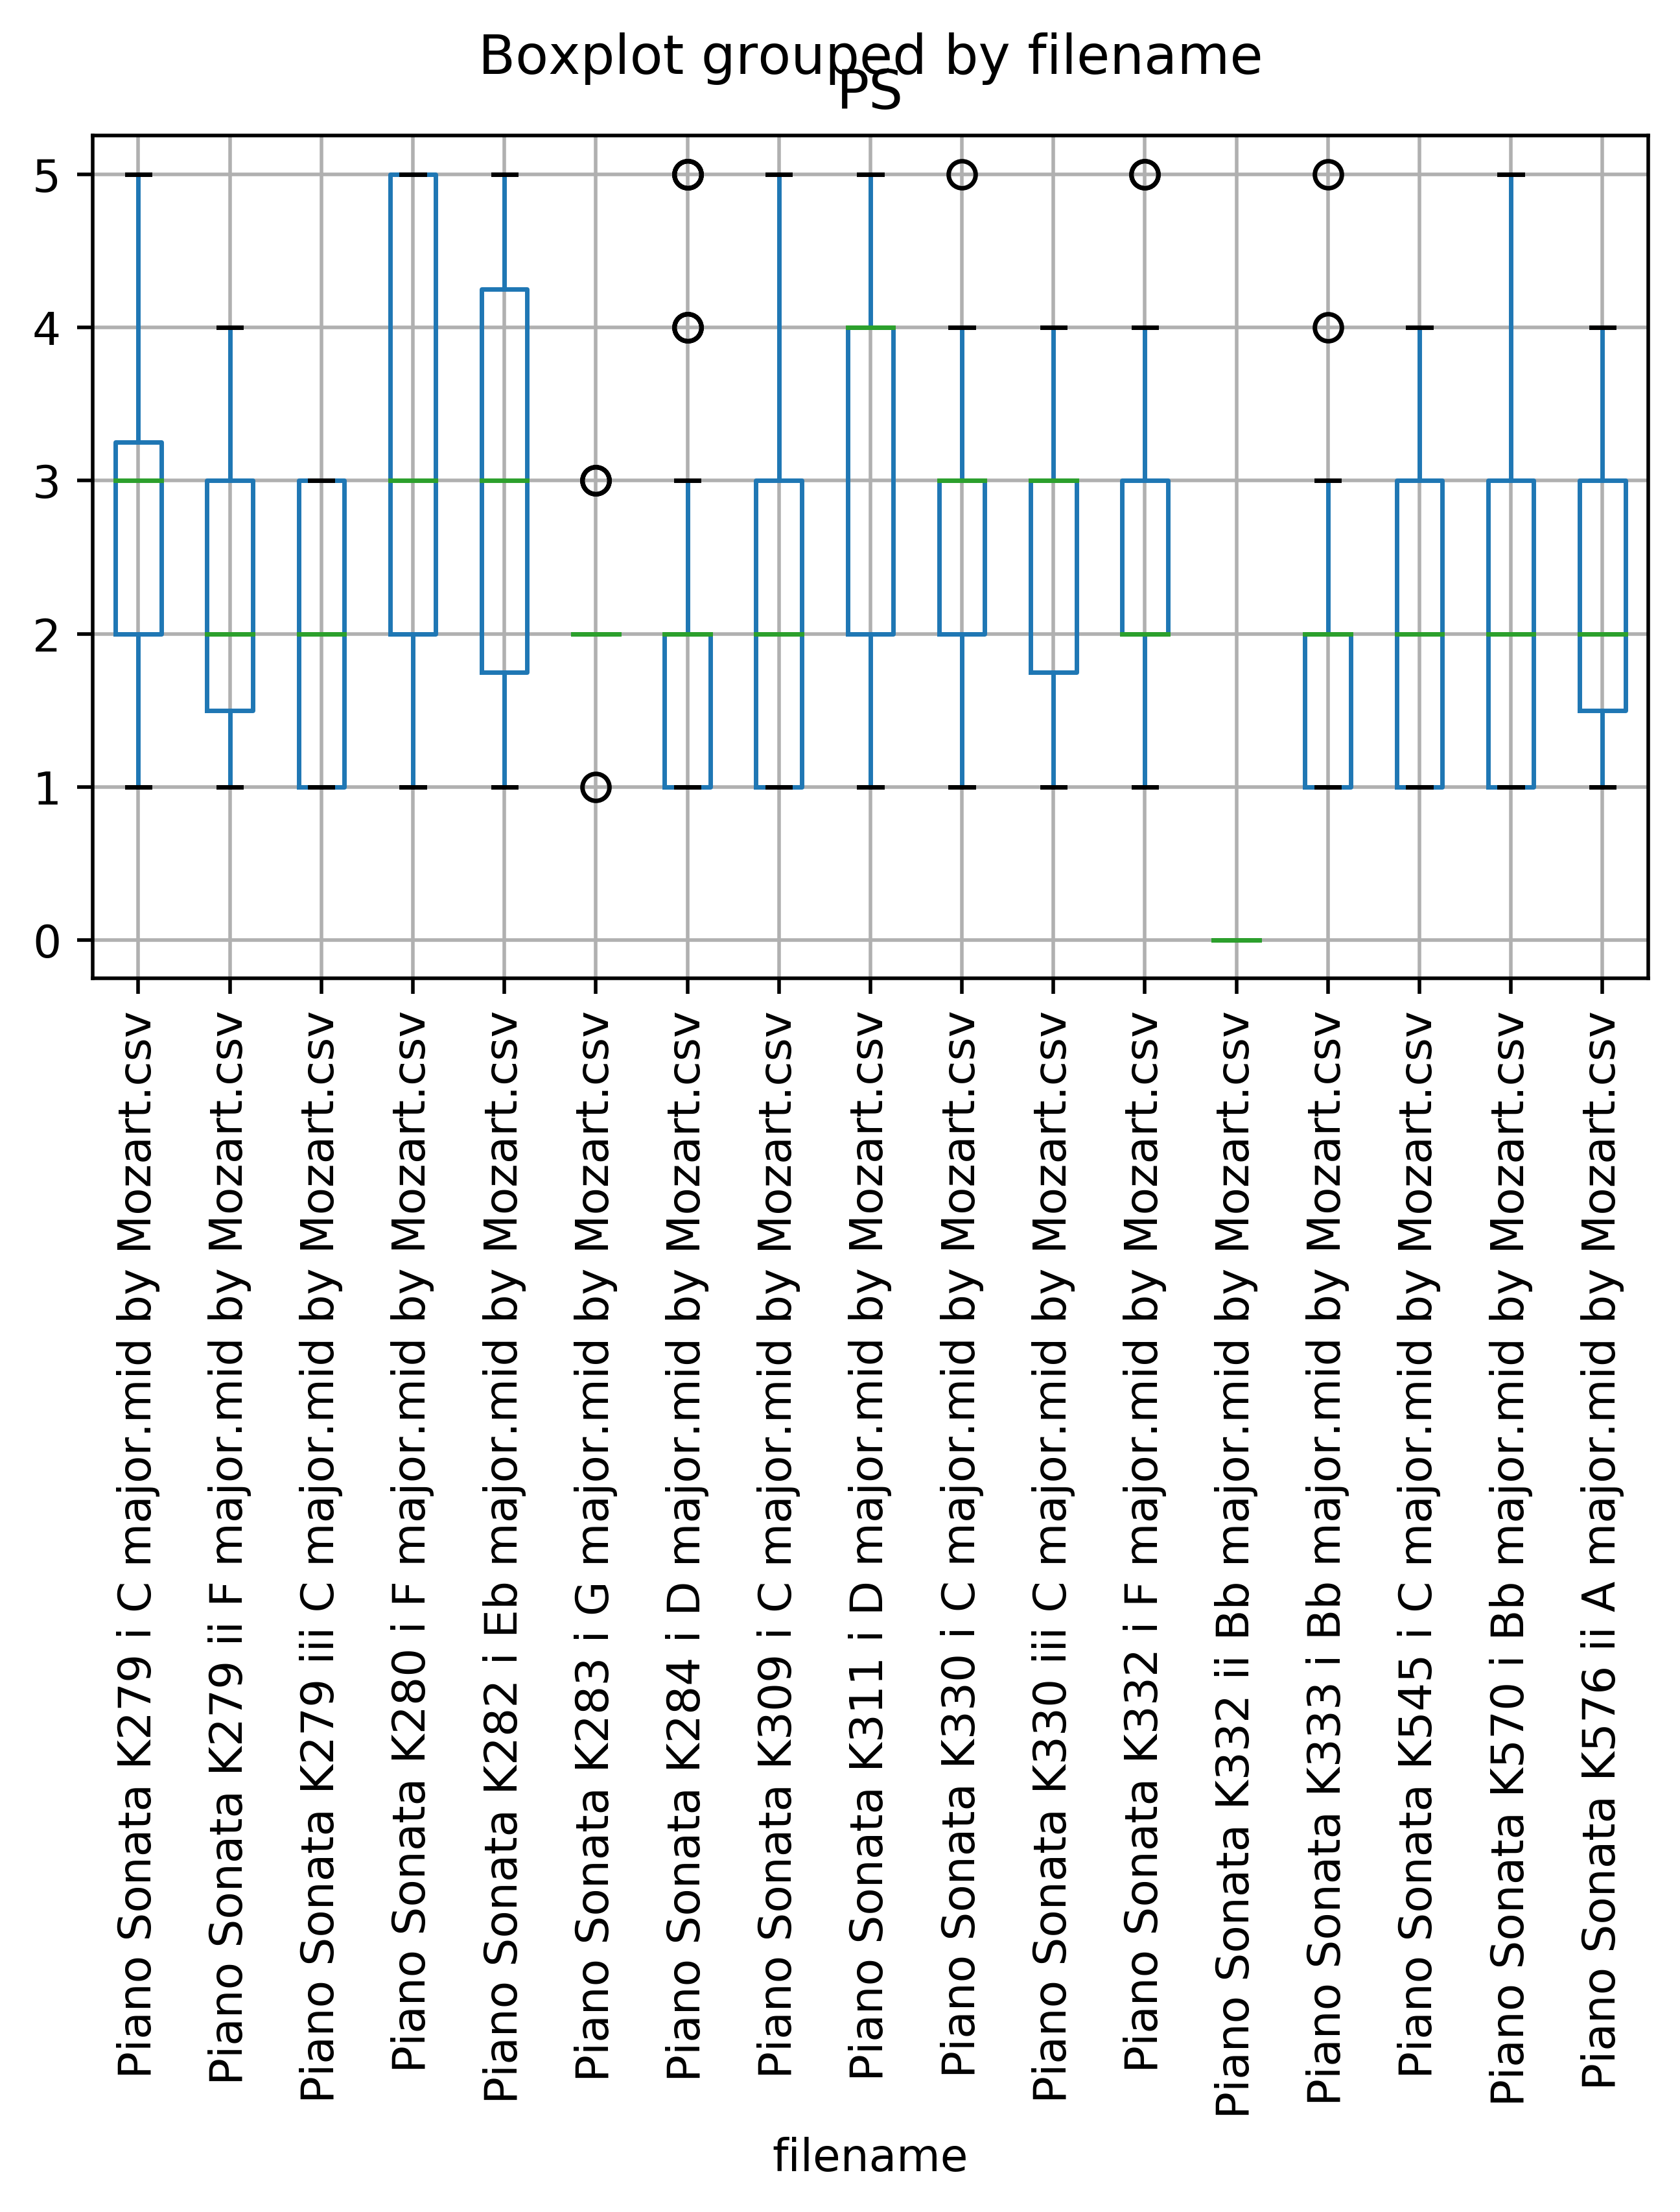 Boxplot grouped by filename
PS
5
4
3
2
1
0
Piano Sonata K279 i C major.mid by Mozart.csv
Piano Sonata K279 ii F major.mid by Mozart.csv
Piano Sonata K279 iii C major.mid by Mozart.csv
Piano Sonata K280 i F major.mid by Mozart.csv
Piano Sonata K282 i Eb major.mid by Mozart.csv
Piano Sonata K283 i G major.mid by Mozart.csv
Piano Sonata K284 i D major.mid by Mozart.csv
Piano Sonata K309 i C major.mid by Mozart.csv
Piano Sonata K311 i D major.mid by Mozart.csv
Piano Sonata K330 i C major.mid by Mozart.csv
Piano Sonata K330 iii C major.mid by Mozart.csv
Piano Sonata K332 i F major.mid by Mozart.csv
Piano Sonata K332 ii Bb major.mid by Mozart.csv
Piano Sonata K333 i Bb major.mid by Mozart.csv
Piano Sonata K545 i C major.mid by Mozart.csv
Piano Sonata K570 i Bb major.mid by Mozart.csv
Piano Sonata K576 ii A major.mid by Mozart.csv
filename